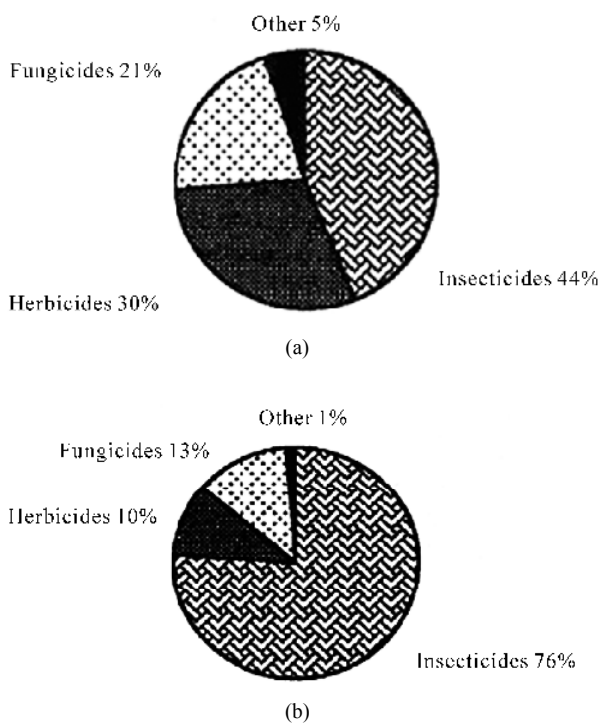 Other 5%
Fungicides 21%
Insecticides 44%
Herbicides 30%
(a)
Other 1%
Fungicides 13%
Herbicides 10%
Insecticides 76%
(b)